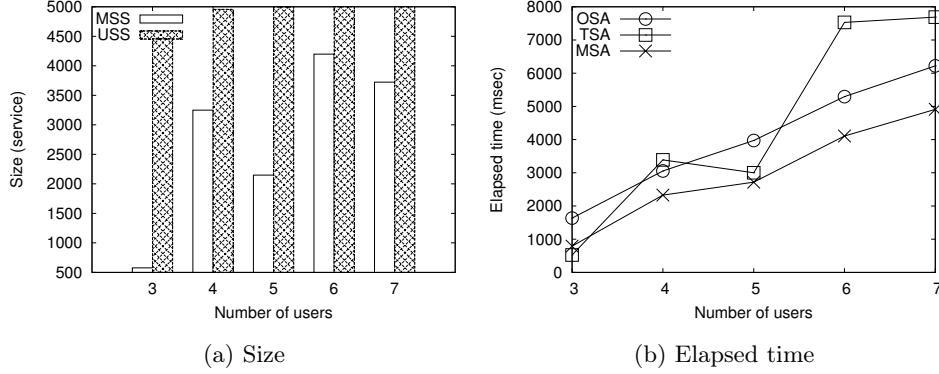 MSS
USS
5000
4500
4000
3500
3000
2500
4000
1500
1000
500
Size (service)
3 4 5 6 7
Number of users
(a) Size
OSA
TSA
MSA
8000
7000
6000
5000
4000
3000
2000
1000
0
Elapsed time (msec)
3 4 5 6 7
Number of users
(b) Elapsed time